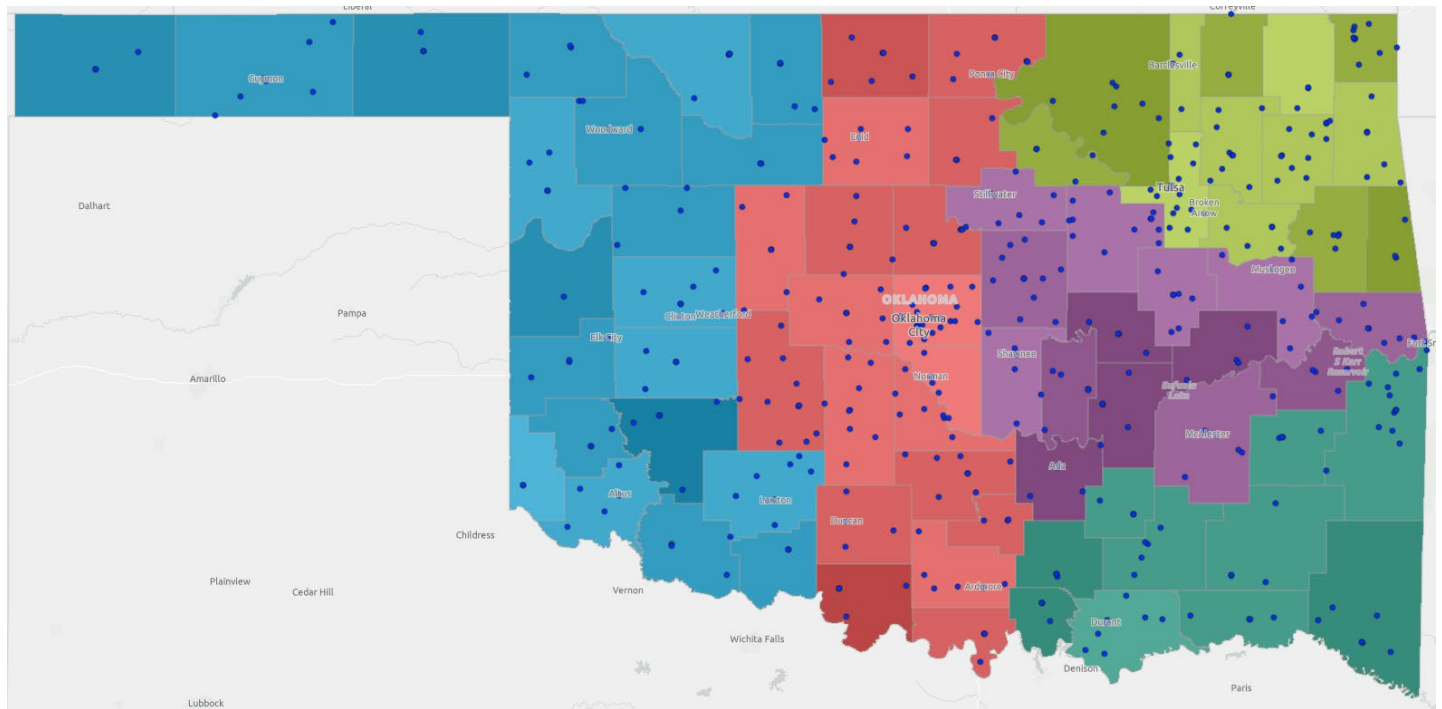 Liberal
Coffeyville
Guymon
Ponca City
Bartlesville
Woodward
Enid
Dalhart
Stillwater
Tulsa
Broken
Arrow
Muskogee
OKLAHOMA
Pampa
Clinton
Weatherford
Oklahoma
City
Elk City
Shawnee
Robert
S Kerr
Reservoir
Amarillo
Norman
Eufaula
Lake
McAlester
Ada
Altus
Lawton
Duncan
Childress
Plainview
Cedar Hill
Vernon
Ardmore
Durant
Wichita Falls
Denison
Paris
Lubbock